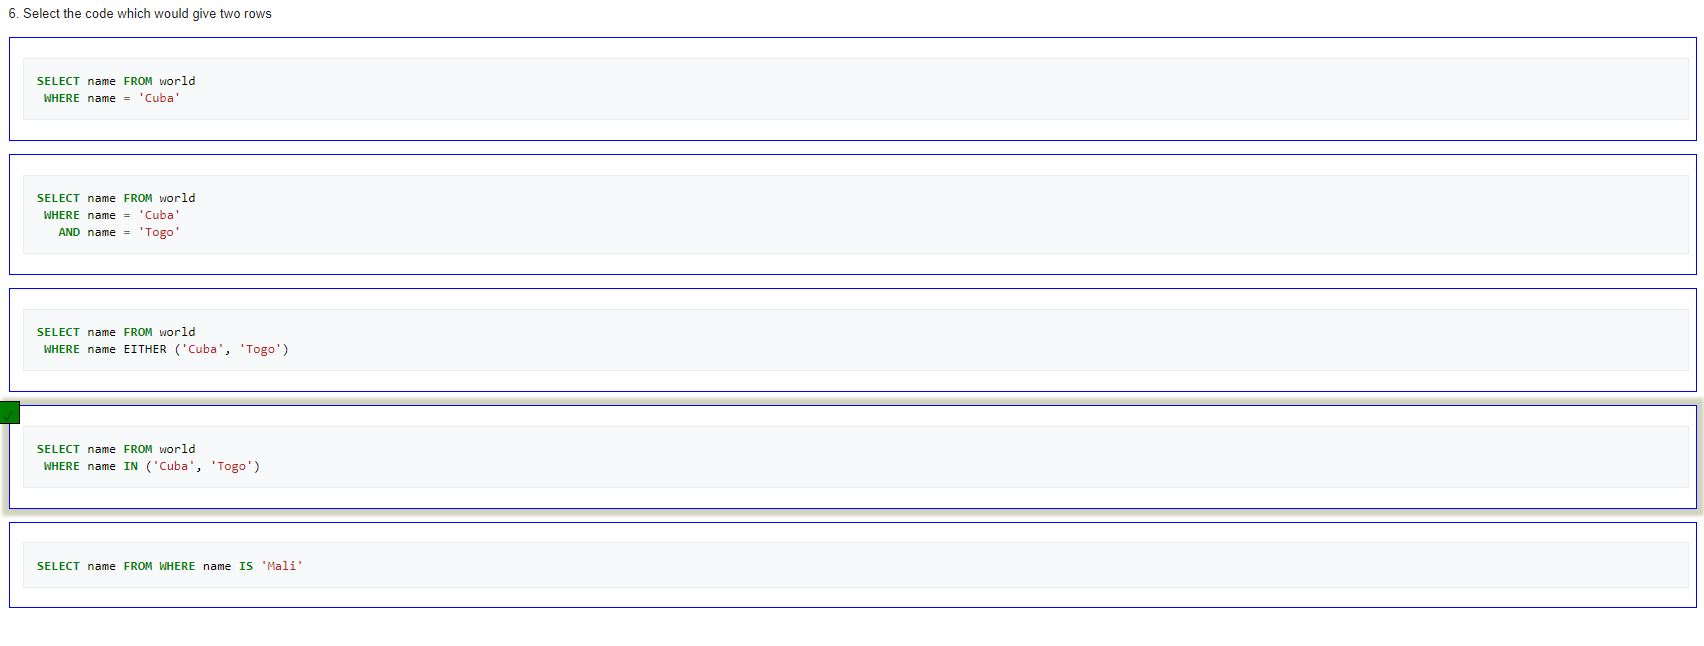 6. Select the code which would give two rows
SELECT name FROM world
WHERE name = 'Cuba'
SELECT name FROM world
WHERE name = 'Cuba'
AND name = 'Togo'
SELECT name FROM world
WHERE name EITHER ('Cuba', 'Togo')
✓
SELECT name FROM world
WHERE name IN ('Cuba', 'Togo')
SELECT name FROM WHERE name IS 'Mali'